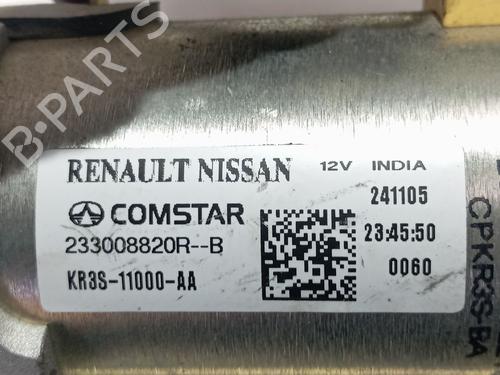 B-PARTS
RENAULT NISSAN 12V INDIA
COMSTAR 241105
233008820R--B 23:45:50
KR3S-11000-AA 0060
CPKR3S-BA